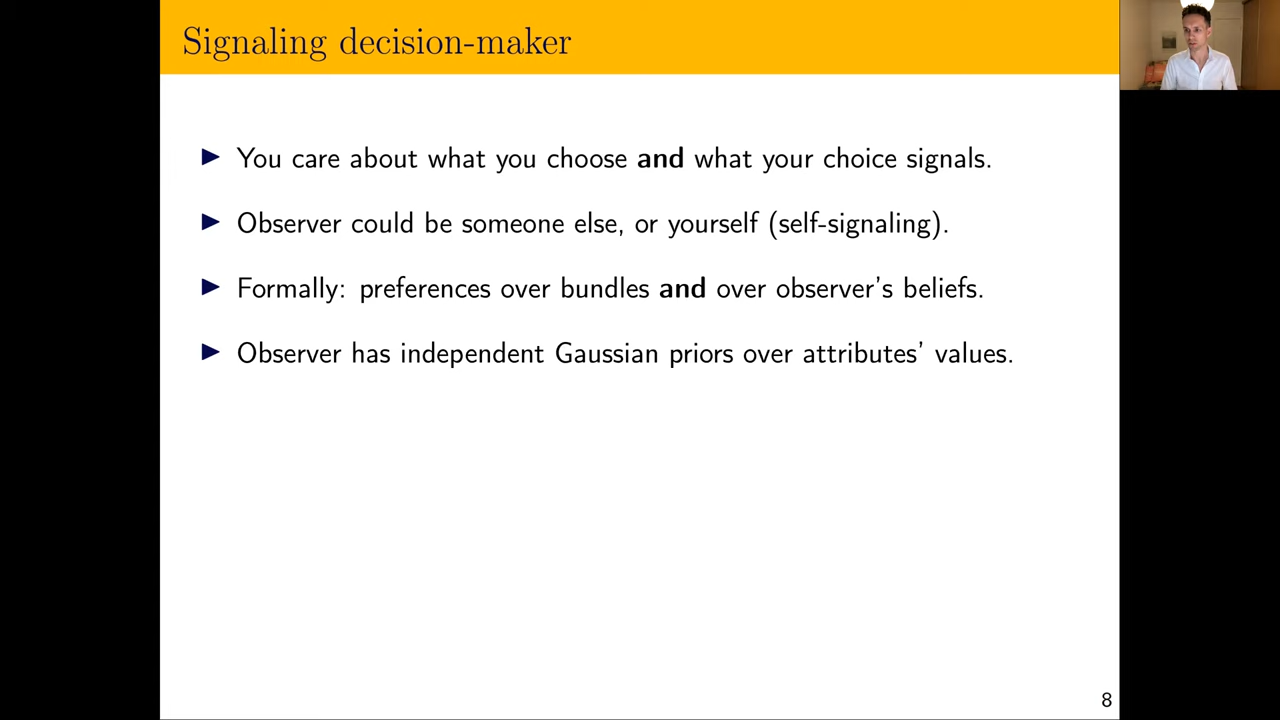 Signaling decision-maker
▶ You care about what you choose and what your choice signals.
▶ Observer could be someone else, or yourself (self-signaling).
▶ Formally: preferences over bundles and over observer's beliefs.
▶ Observer has independent Gaussian priors over attributes' values.
8